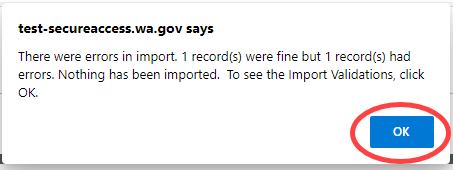 test-secureaccess.wa.gov says
There were errors in import. 1 record(s) were fine but 1 record(s) had
errors. Nothing has been imported.  To see the Import Validations, click
OK.
OK